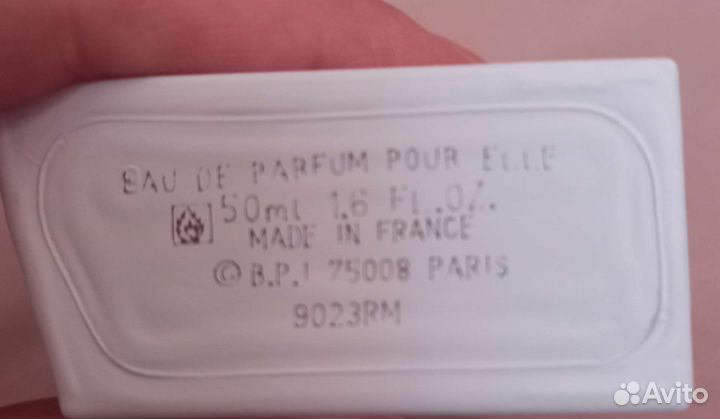 EAU DE PARFUM POUR ELLE
50ml 1.6 FL.OZ.
MADE IN FRANCE
© B.P.I 75008 PARIS
9023RM
Avito